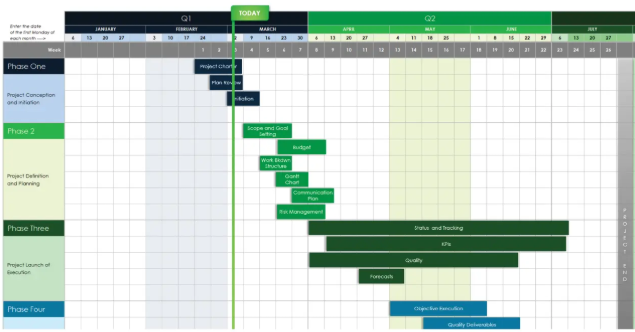 TODAY
Q1
Q2
Enter the date
of the first Monday of
each month ---->
JANUARY
FEBRUARY
MARCH
APRIL
MAY
JUNE
JULY
6 13 20 27 3 10 17 24 9 16 23 30 6 13 20 27 4 11 18 25 1 8 15 22 29 6 13 20 27
Week 1 2 3 4 5 6 7 8 9 10 11 12 13 14 15 16 17 18 19 20 21 22 23 24 25 26
Phase One
Project Charter
Plan Review
Project Conception
and Initiation
Initiation
Phase 2
Scope and Goal
Setting
Budget
Structure
Project Definition
and Planning
Gantt
Chart
Communication
Plan
Risk Management
Phase Three
Status and Tracking
KPIs
Quality
Project Launch of
Execution
Forecasts
PROJECT END
Phase Four
Objective Execution
Quality Deliverables